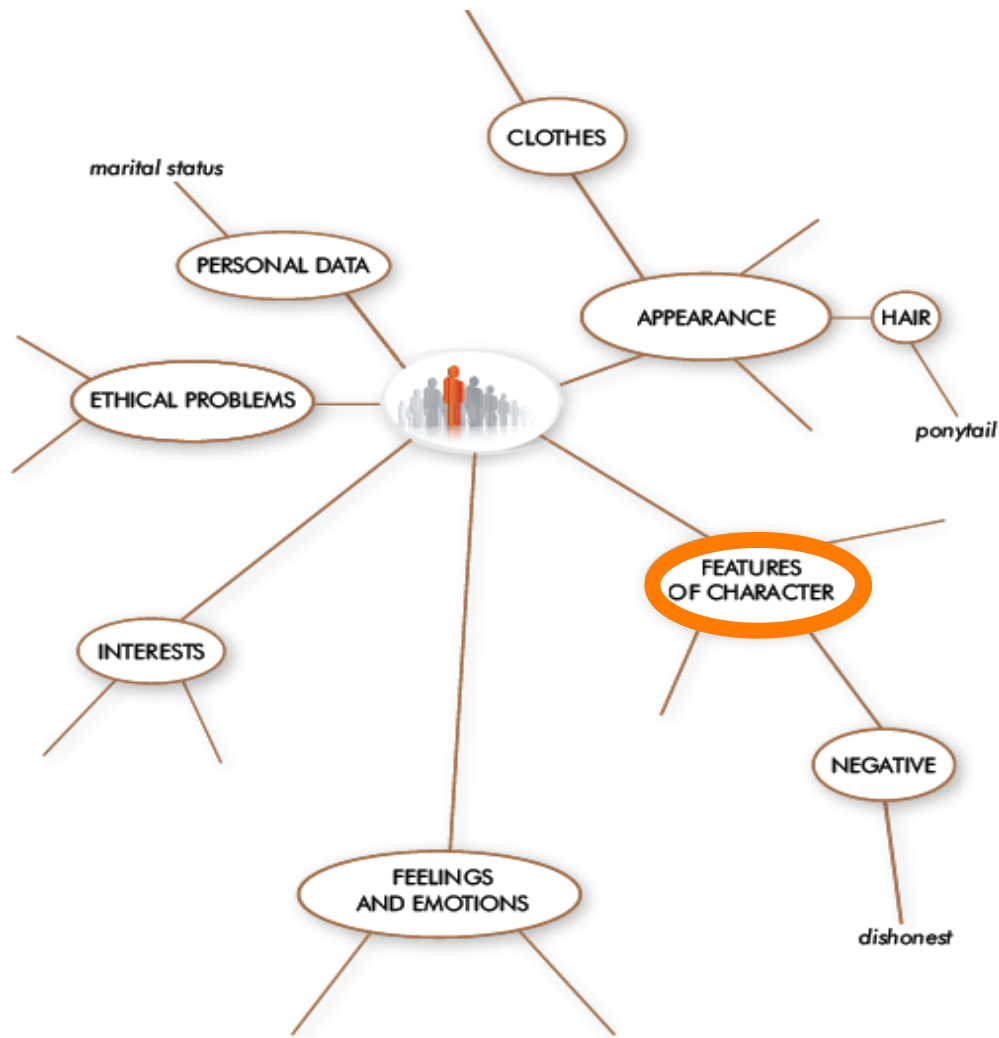 CLOTHES
marital status
PERSONAL DATA
APPEARANCE
HAIR
ETHICAL PROBLEMS
ponytail
FEATURES
OF CHARACTER
INTERESTS
NEGATIVE
FEELINGS
AND EMOTIONS
dishonest